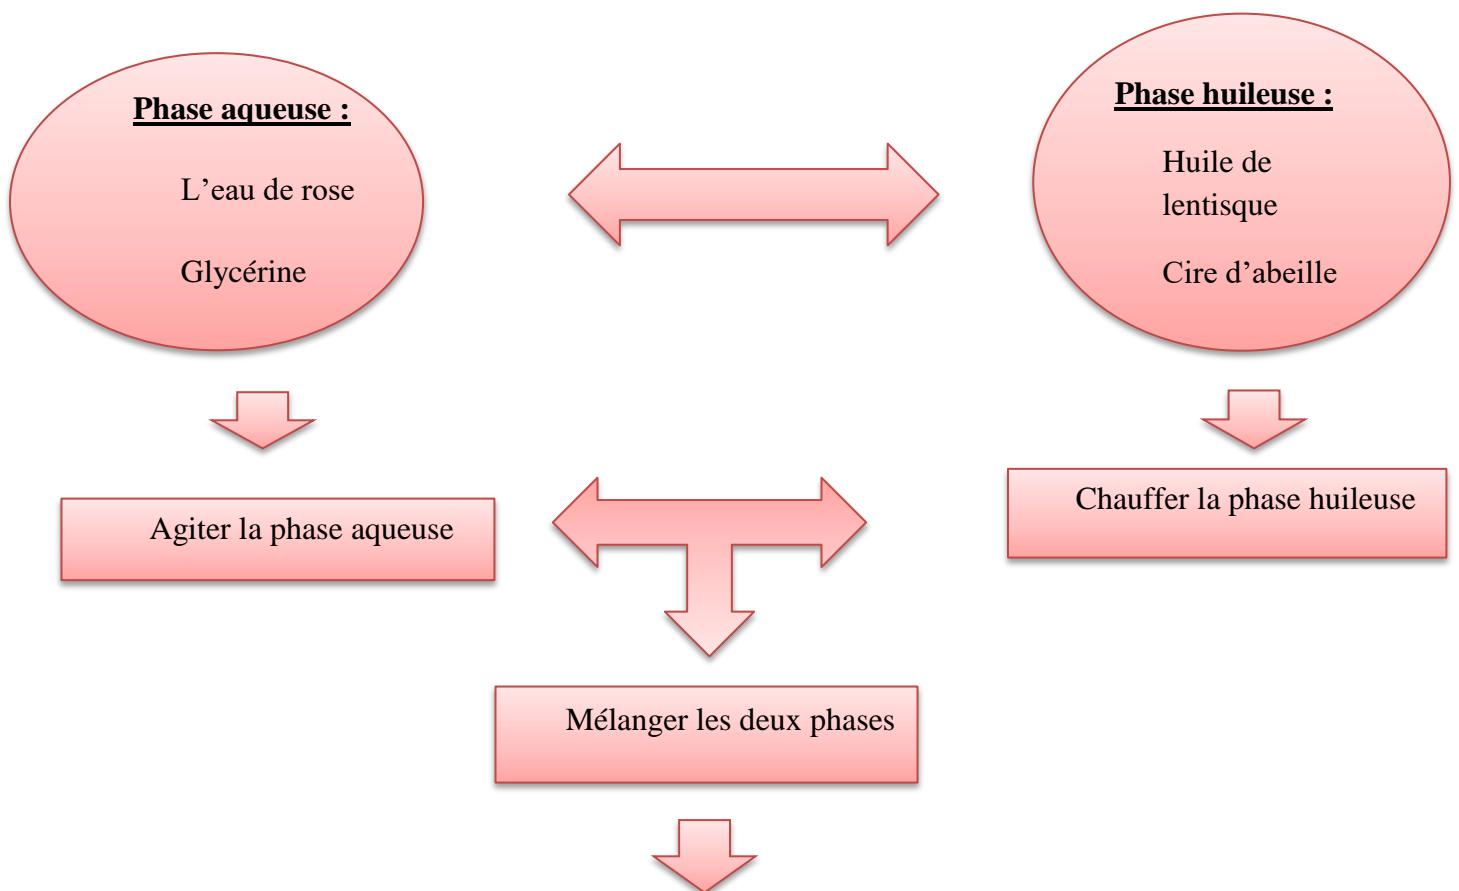 Phase aqueuse :
L’eau de rose
Glycérine
Phase huileuse :
Huile de
lentisque
Cire d’abeille
Agiter la phase aqueuse
Chauffer la phase huileuse
Mélanger les deux phases